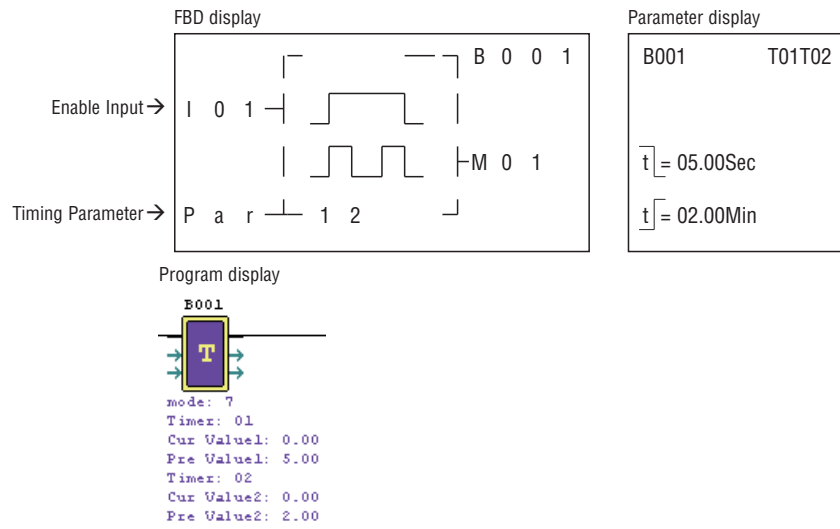 FBD display
B 0 0 1
Enable Input→
I 0 1
M 0 1
Timing Parameter→
P a r
1 2
Parameter display
B001 T01T02
t = 05.00Sec
t = 02.00Min
Program display
B001
T
mode: 7
Timer: 01
Cur Value1: 0.00
Pre Value1: 5.00
Timer: 02
Cur Value2: 0.00
Pre Value2: 2.00